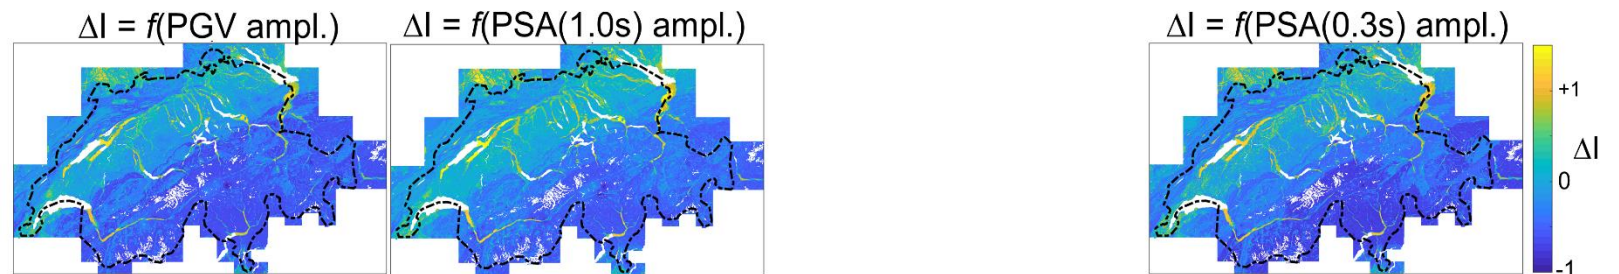 ΔI = f(PGV ampl.)
ΔI = f(PSA(1.0s) ampl.)
ΔI = f(PSA(0.3s) ampl.)
+1
ΔI
0
-1